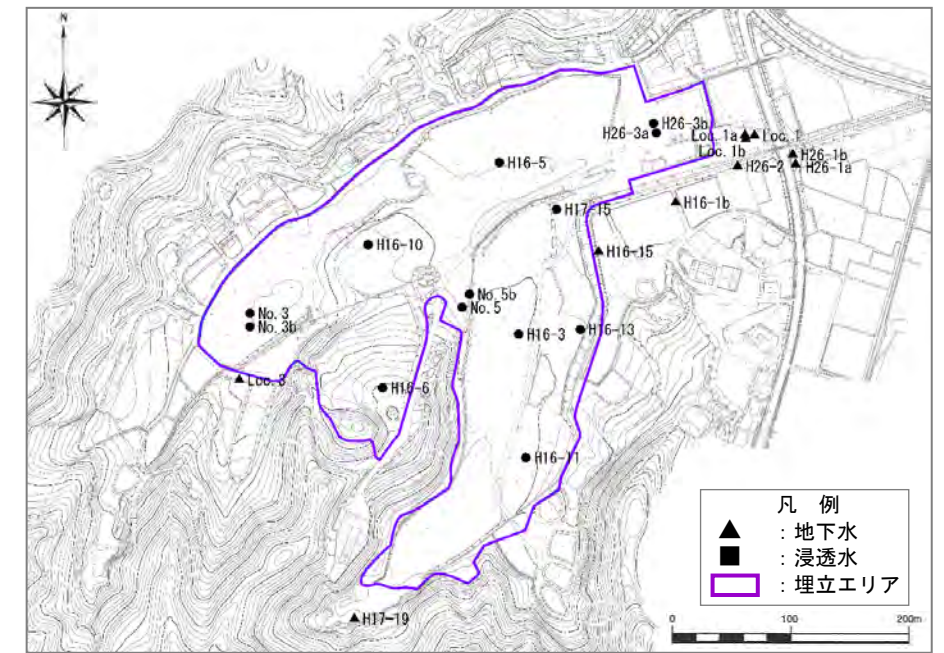 N
H26-3b
H26-3a
Loc. 1a
Loc. 1
Loc. 1b
H26-1b
H26-2
H26-1a
H16-5
H16-1b
H17-15
H16-10
H16-15
No. 5b
No. 5
No. 3
No. 3b
H16-3
H16-13
Loc. 3
H16-6
H16-11
H17-19
凡 例
▲ :地下水
■ :浸透水
:埋立エリア
0 100 200m